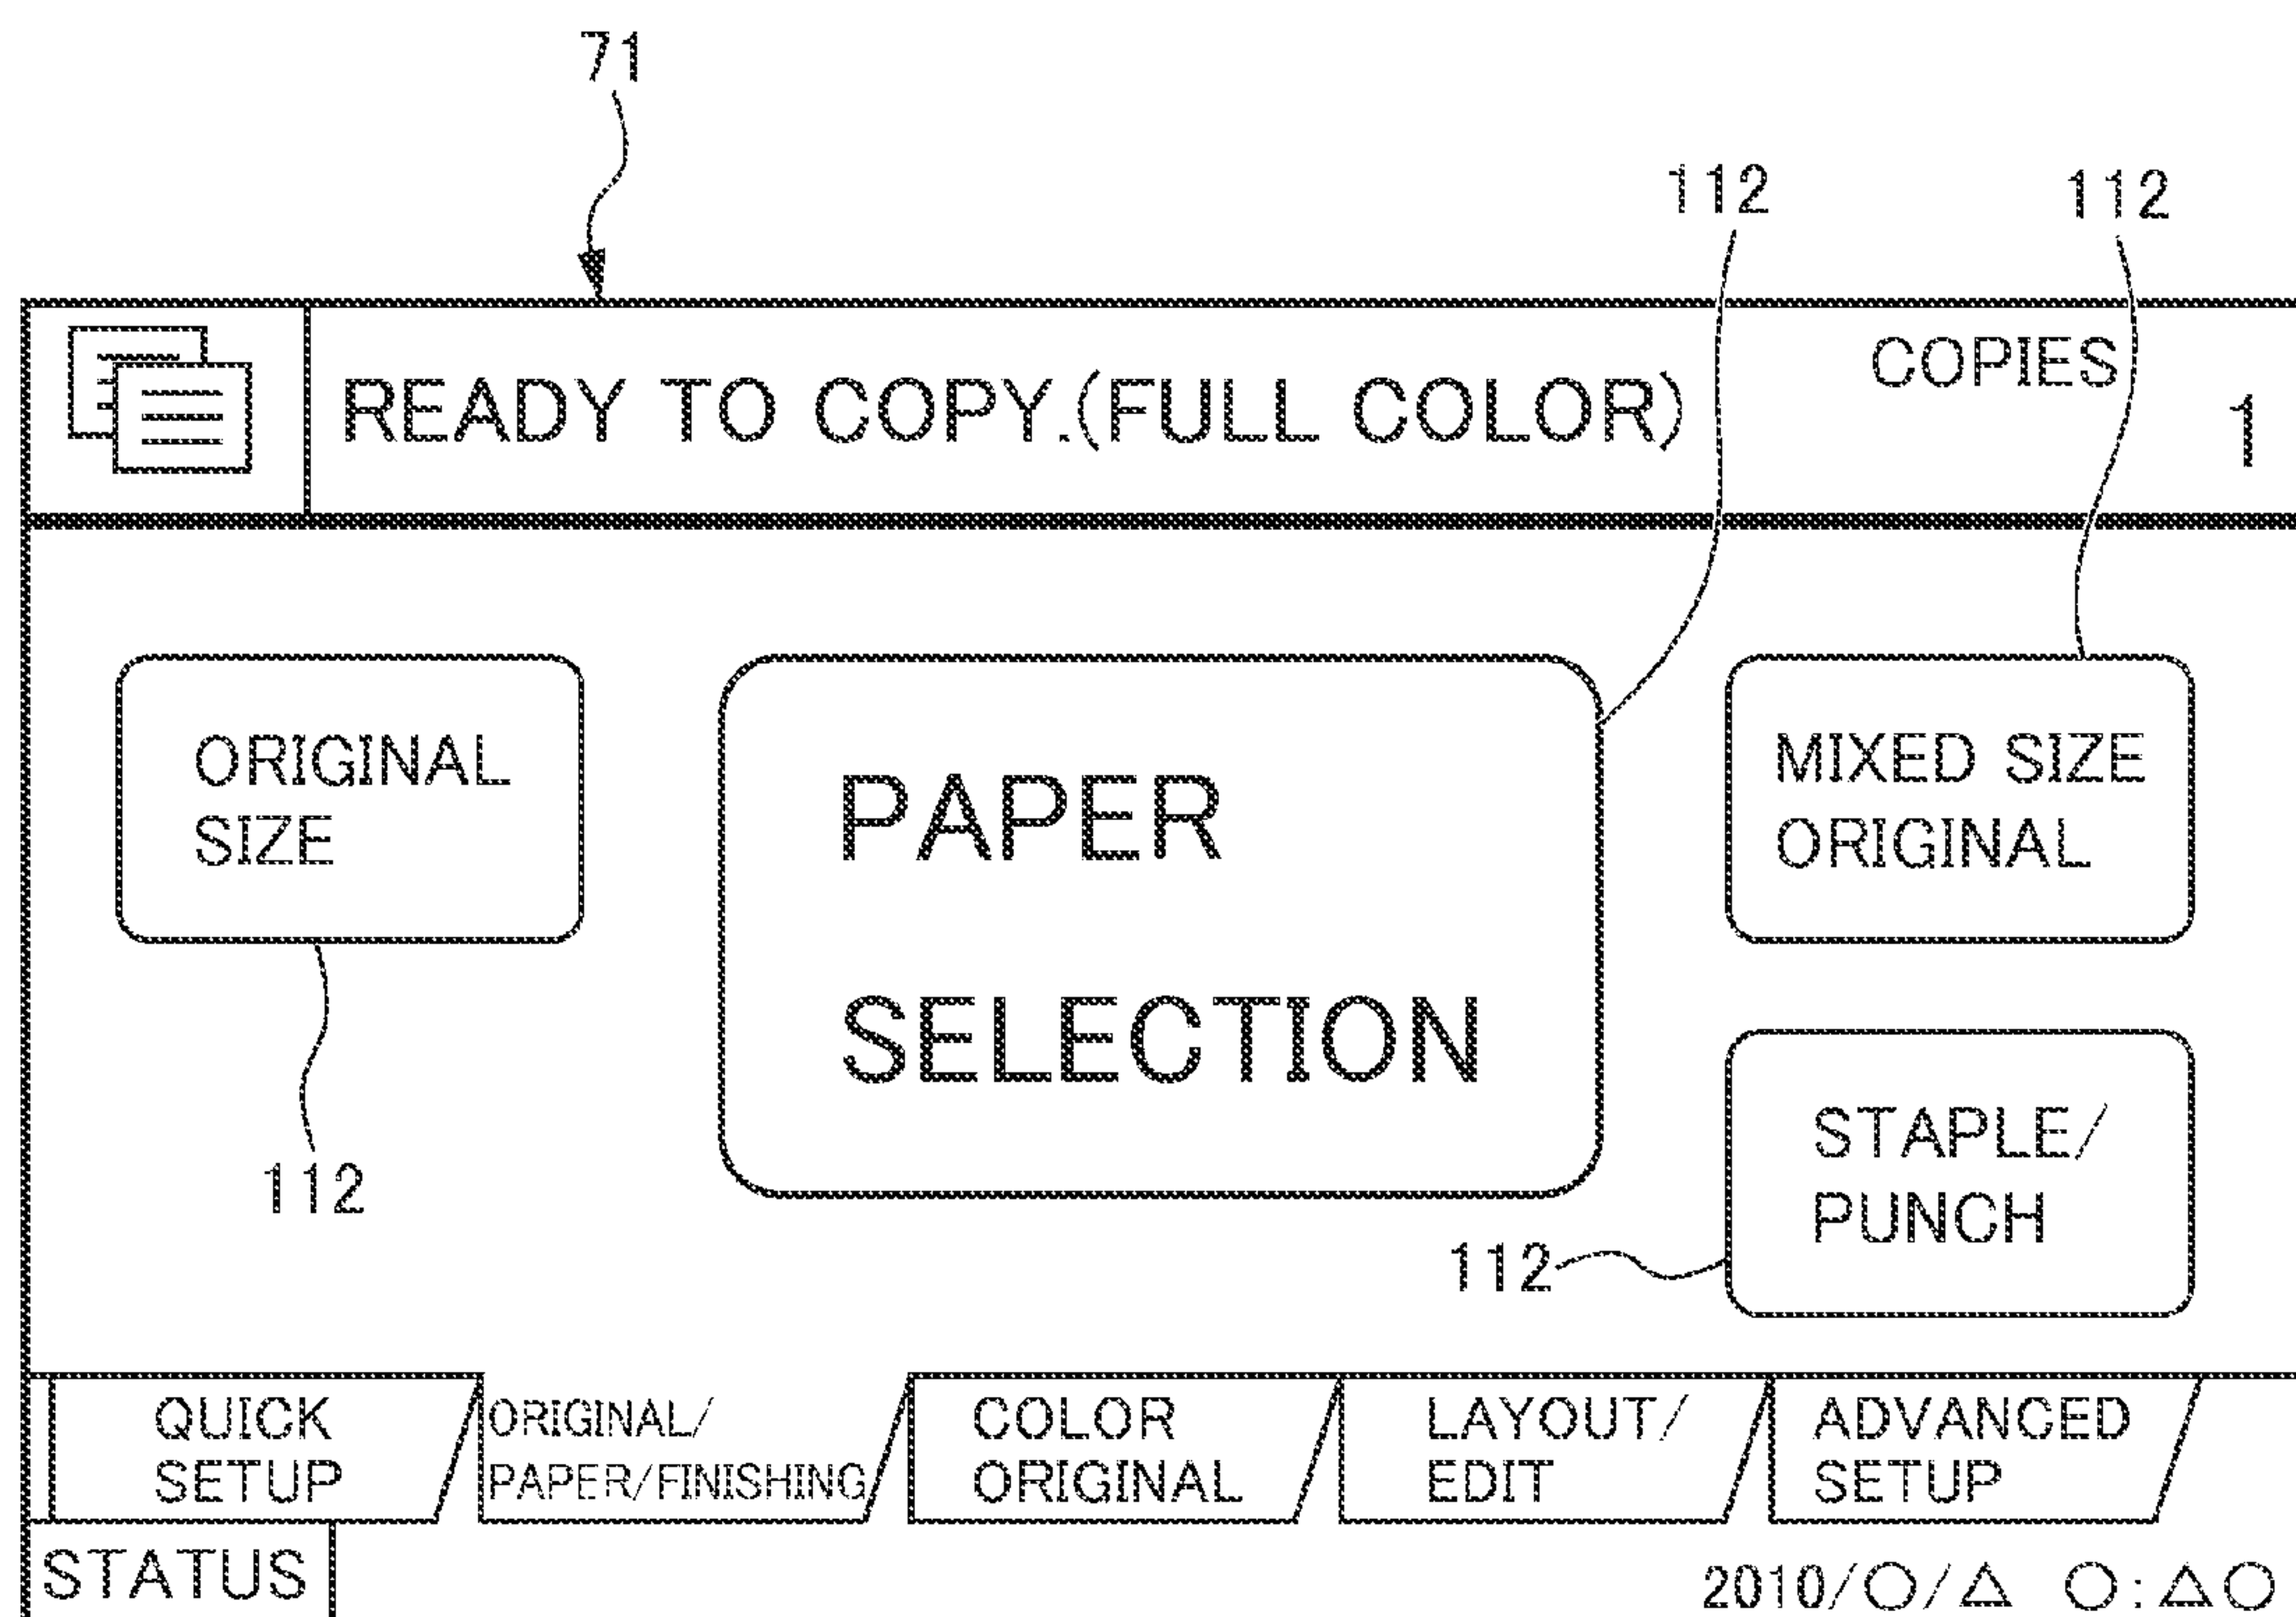 71
112
112
COPIES
READY TO COPY.(FULL COLOR)
1
ORIGINAL
SIZE
112
PAPER
SELECTION
MIXED SIZE
ORIGINAL
STAPLE/
PUNCH
112
QUICK
SETUP
ORIGINAL/
PAPER/FINISHING
COLOR
ORIGINAL
LAYOUT/
EDIT
ADVANCED
SETUP
STATUS
2010/○/△ ○:△○